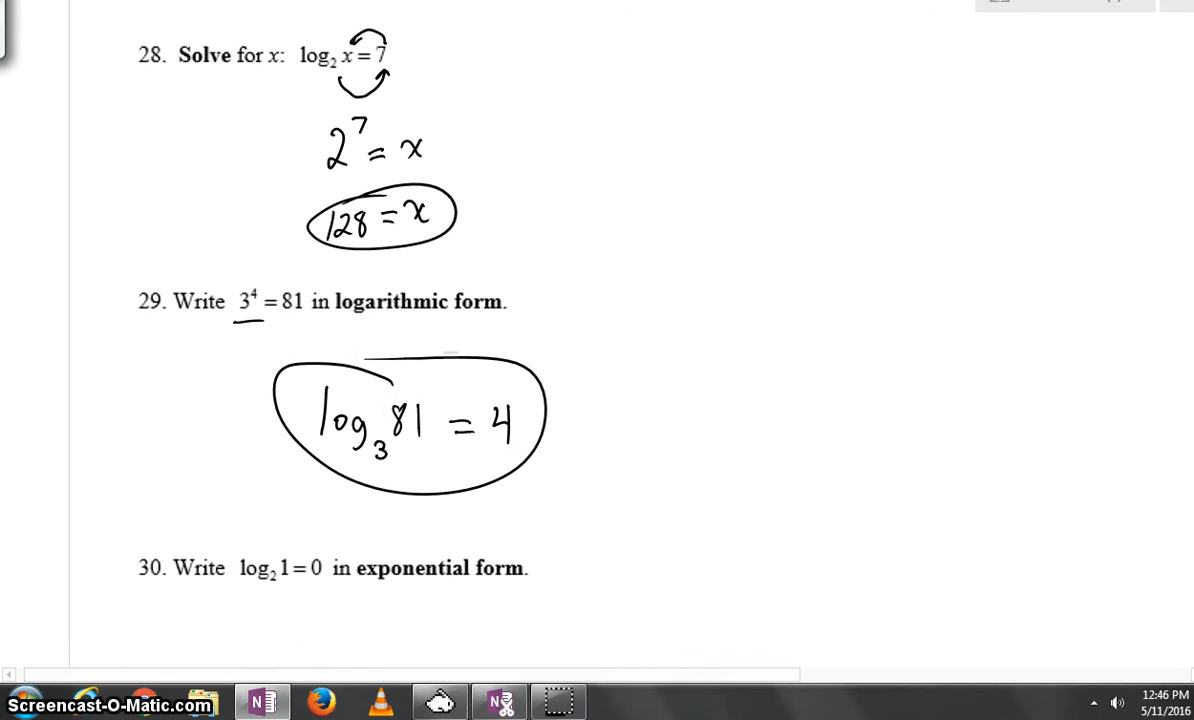 28. Solve for x: log₂ x = 7
2⁷ = x
128 = x
29. Write 3⁴ = 81 in logarithmic form.
log₃ 81 = 4
30. Write log₂ 1 = 0 in exponential form.
Screencast-O-Matic.com
12:46 PM
5/11/2016